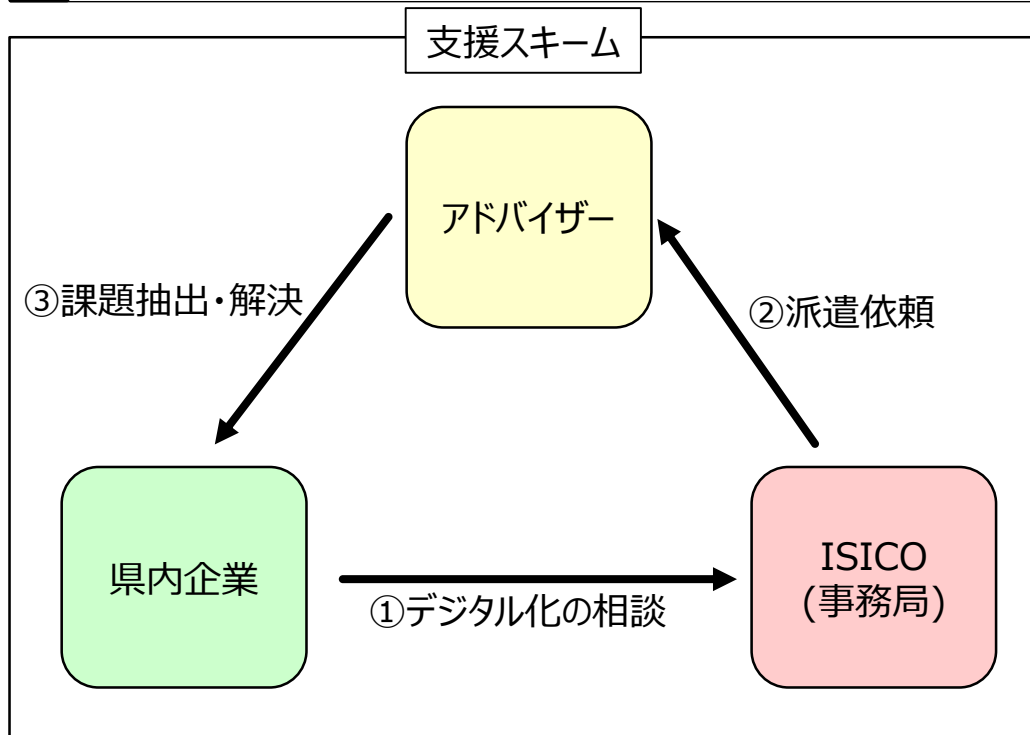 支援スキーム
アドバイザー
③課題抽出・解決
②派遣依頼
県内企業
①デジタル化の相談
ISICO
(事務局)